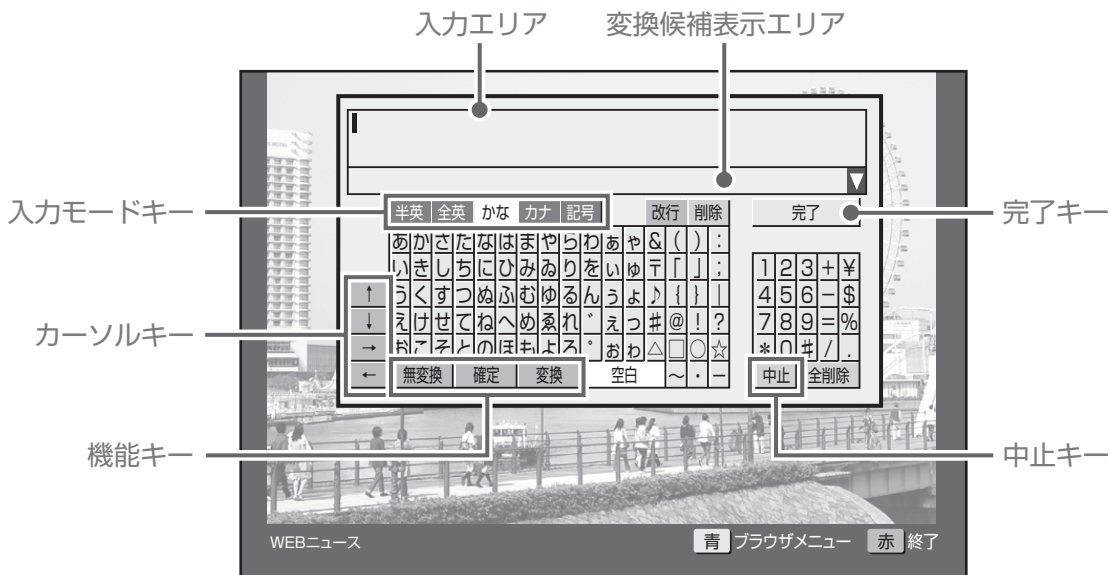 入力エリア
変換候補表示エリア
入力モードキー
完了キー
カーソルキー
機能キー
中止キー
半英 全英 かな カナ 記号 改行 削除 完了
あかさたなはまやらわぁゃ&():
いきしちにひみゐりをぃゅ〒「」; 123+¥
↑ うくすつぬふむゆるんぅょ♪{}| 456−$
↓ えけせてねへめゑれ゛ぇっ♯@!? 789=%
→ おこそとのほもよろ゜ぉゎ△□○☆ *0♯/.
← 無変換 確定 変換 空白 ~・ー 中止 全削除
WEBニュース 青 ブラウザメニュー 赤 終了